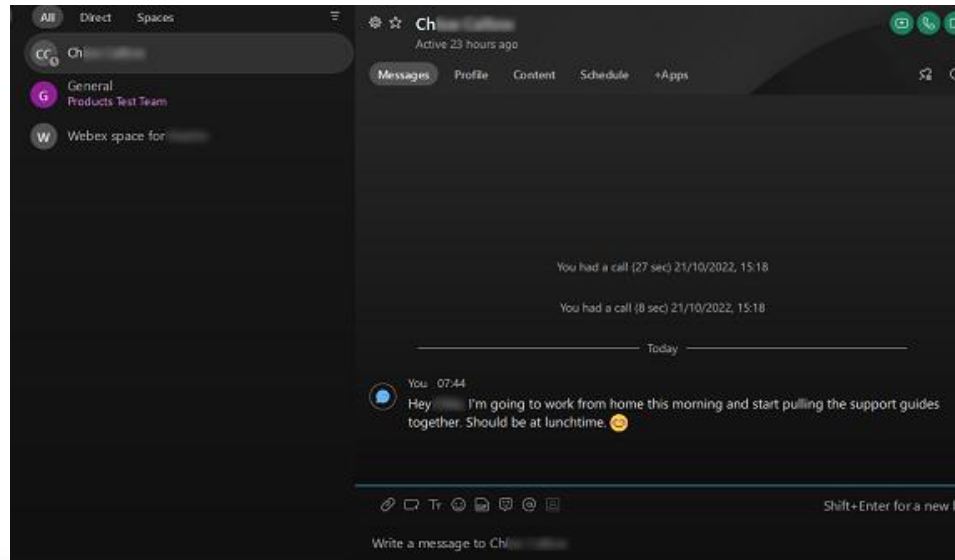 All Direct Spaces
CC Ch
G General
Products Test Team
W Webex space for
Ch
Active 23 hours ago
Messages Profile Content Schedule +Apps
You had a call (27 sec) 21/10/2022, 15:18
You had a call (8 sec) 21/10/2022, 15:18
Today
You 07:44
Hey I'm going to work from home this morning and start pulling the support guides
together. Should be at lunchtime. 😊
Shift+Enter for a new l
Write a message to Ch